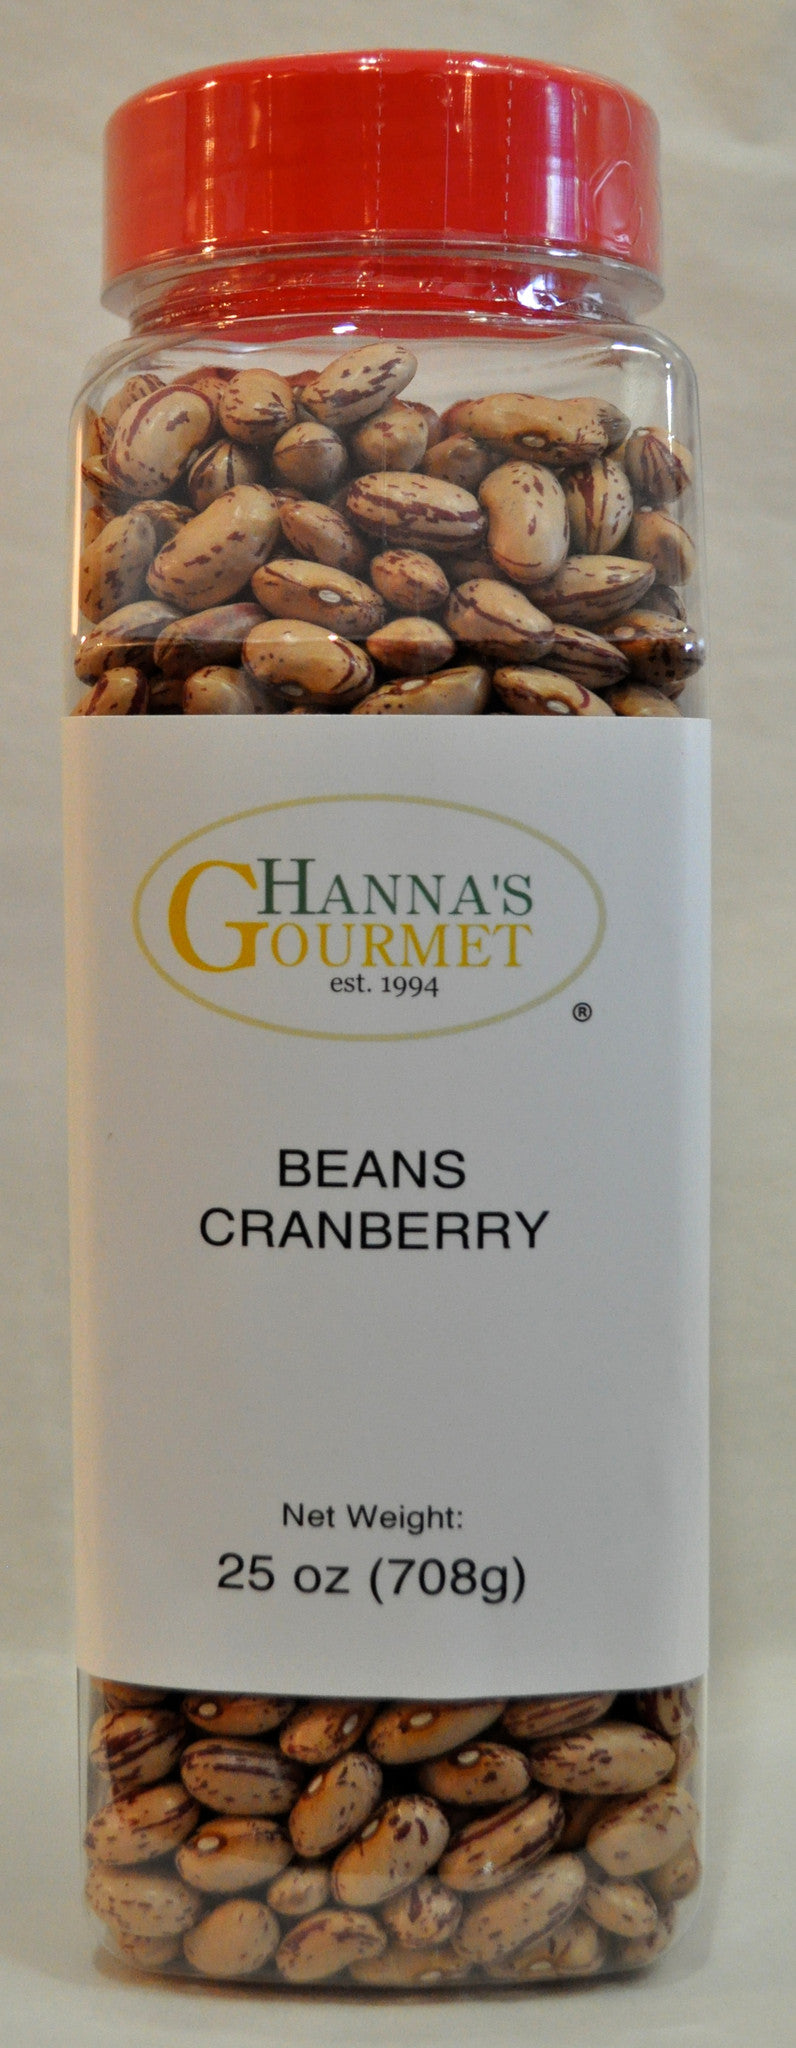 HANNA'S
GOURMET
est. 1994
®
BEANS
CRANBERRY
Net Weight:
25 oz (708g)